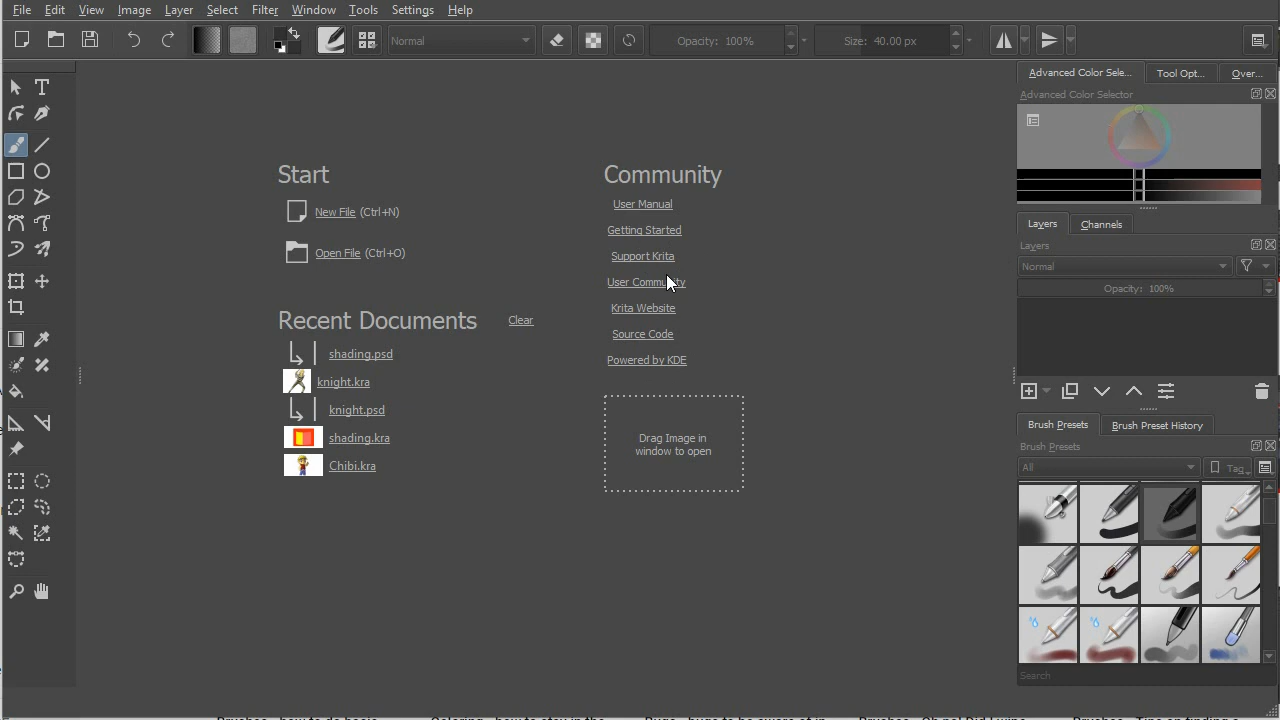 File Edit View Image Layer Select Filter Window Tools Settings Help
Normal Opacity: 100% Size: 40.00 px
Advanced Color Sele... Tool Opt... Over...
Advanced Color Selector
Start
New File (Ctrl+N)
Open File (Ctrl+O)
Recent Documents Clear
shading.psd
knight.kra
knight.psd
shading.kra
Chibi.kra
Community
User Manual
Getting Started
Support Krita
User Community
Krita Website
Source Code
Powered by KDE
Drag Image in
window to open
Layers Channels
Layers
Normal
Opacity: 100%
Brush Presets Brush Preset History
Brush Presets
All Tag
Search